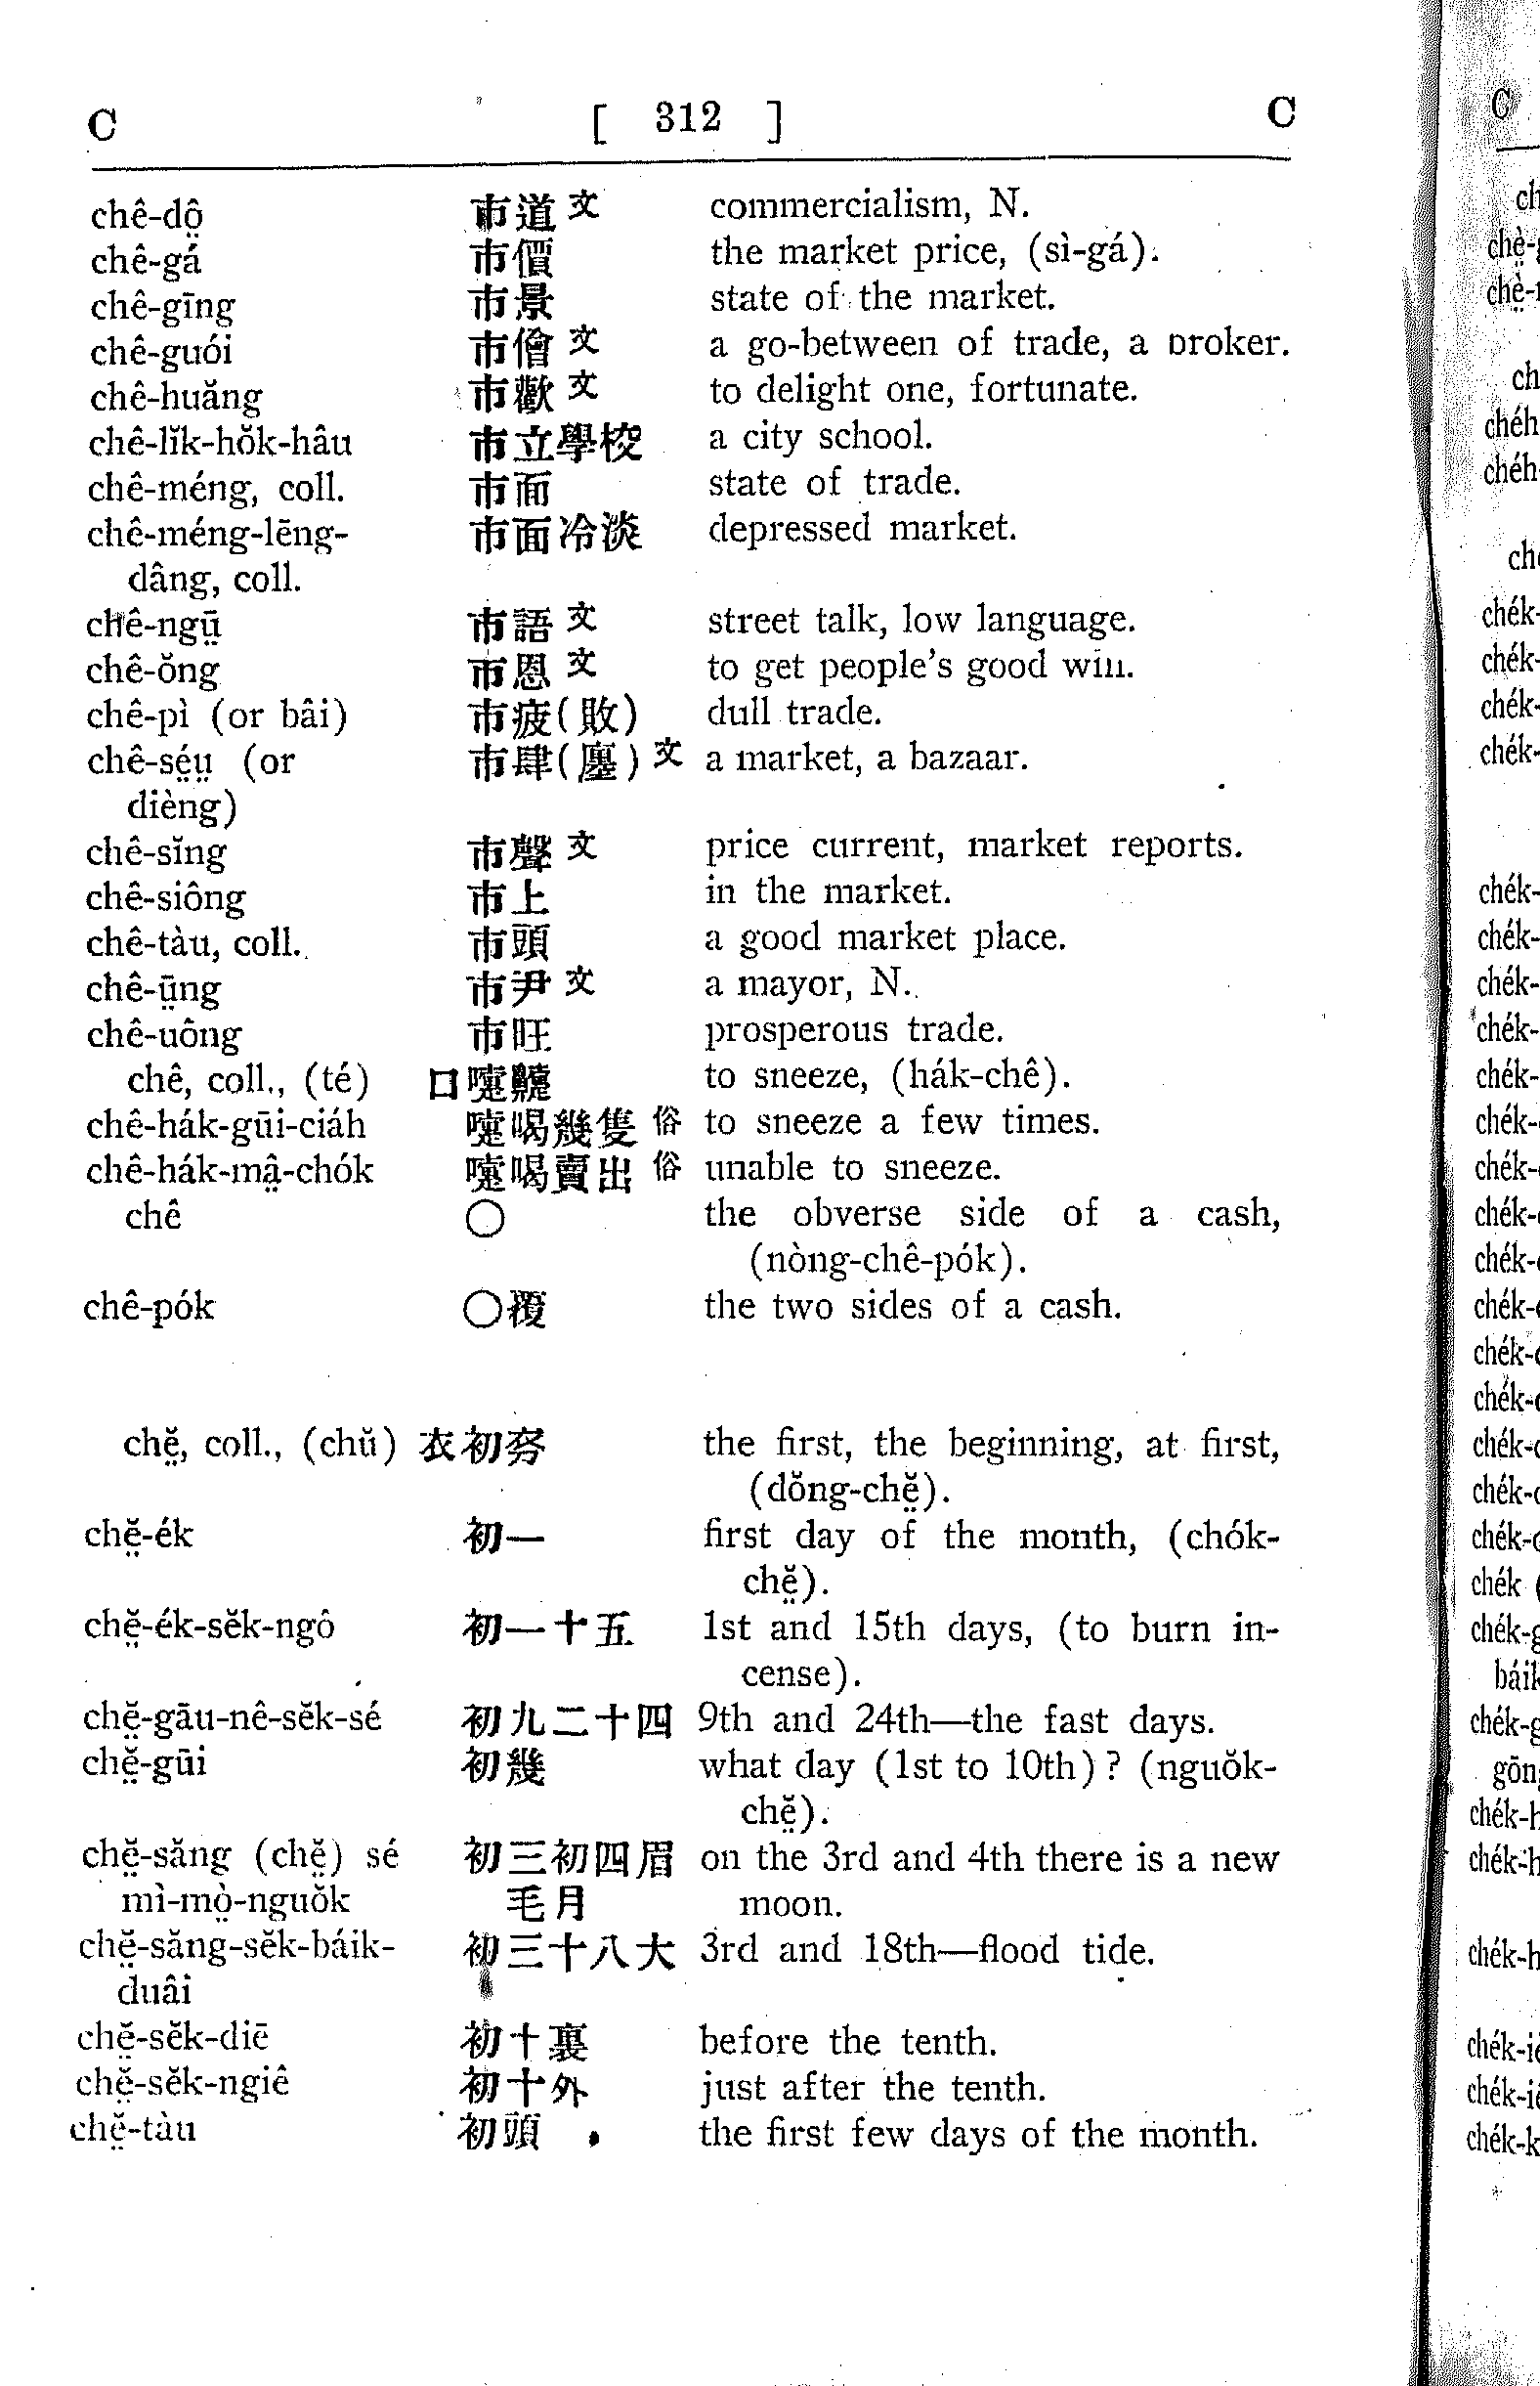 C [ 312 ] C
chê-dô̤ 市道文 commercialism, N.
chê-gá 市價 the market price, (sì-gá).
chê-gīng 市景 state of the market.
chê-guói 市儈文 a go-between of trade, a broker.
chê-huăng 市歡文 to delight one, fortunate.
chê-lĭk-hŏk-hâu 市立學校 a city school.
chê-méng, coll. 市面 state of trade.
chê-méng-lēng- 市面冷淡 depressed market.
dâng, coll.
chê-ngṳ̄ 市語文 street talk, low language.
chê-ŏng 市恩文 to get people's good will.
chê-pì (or bâi) 市疲(敗) dull trade.
chê-sé̤ṳ (or 市肆(廛)文 a market, a bazaar.
dièng)
chê-sĭng 市聲文 price current, market reports.
chê-siông 市上 in the market.
chê-tàu, coll. 市頭 a good market place.
chê-ṳ̄ng 市尹文 a mayor, N.
chê-uông 市旺 prosperous trade.
chê, coll., (té) 口嚏 to sneeze, (hák-chê).
chê-hák-gūi-ciáh 嚏喝幾隻俗 to sneeze a few times.
chê-hák-mâ̤-chók 嚏喝賣出俗 unable to sneeze.
chê ○ the obverse side of a cash,
(nòng-chê-pók).
chê-pók ○覆 the two sides of a cash.
chĕ̤, coll., (chŭ) 衣初 the first, the beginning, at first,
(dŏng-chĕ̤).
chĕ̤-ék 初一 first day of the month, (chók-
chĕ̤).
chĕ̤-ék-sĕk-ngô 初一十五 1st and 15th days, (to burn in-
cense).
chĕ̤-gāu-nê-sĕk-sé 初九二十四 9th and 24th—the fast days.
chĕ̤-gūi 初幾 what day (1st to 10th)? (nguŏk-
chĕ̤).
chĕ̤-săng (chĕ̤) sé 初三初四眉 on the 3rd and 4th there is a new
mì-mò̤-nguŏk 毛月 moon.
chĕ̤-săng-sĕk-báik- 初三十八大 3rd and 18th—flood tide.
duâi
chĕ̤-sĕk-diē 初十裏 before the tenth.
chĕ̤-sĕk-ngiê 初十外 just after the tenth.
chĕ̤-tàu 初頭 the first few days of the month.